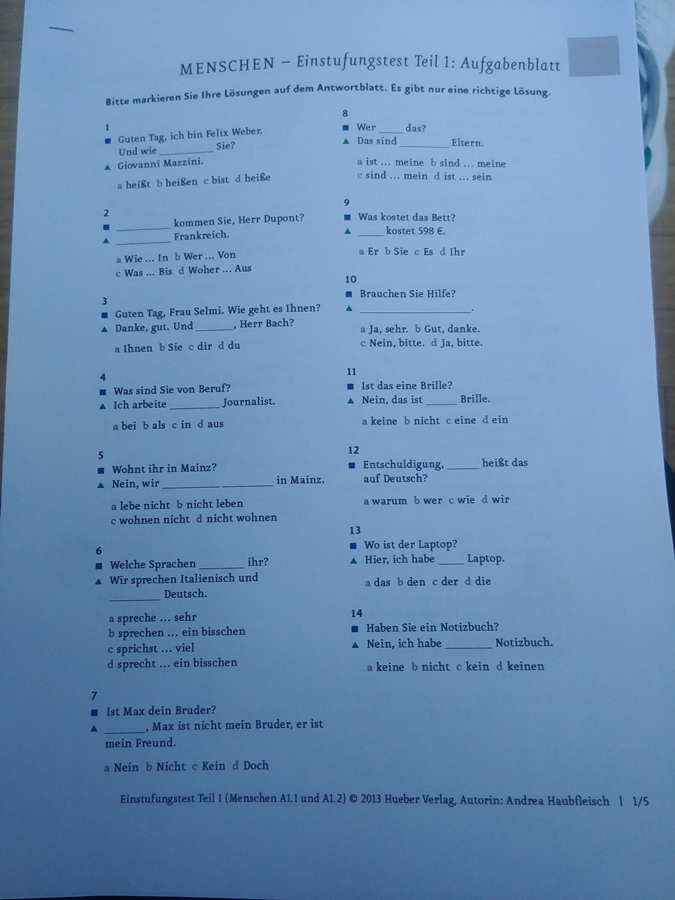 MENSCHEN – Einstufungstest Teil 1: Aufgabenblatt
Bitte markieren Sie Ihre Lösungen auf dem Antwortblatt. Es gibt nur eine richtige Lösung.
1
Guten Tag, ich bin Felix Weber.
Und wie ________ Sie?
Giovanni Mazzini.
a heißt b heißen c bist d heiße
2
________ kommen Sie, Herr Dupont?
________ Frankreich.
a Wie ... In b Wer ... Von
c Was ... Bis d Woher ... Aus
3
Guten Tag, Frau Selmi. Wie geht es Ihnen?
Danke, gut. Und ______, Herr Bach?
a Ihnen b Sie c dir d du
4
Was sind Sie von Beruf?
Ich arbeite ________ Journalist.
a bei b als c in d aus
5
Wohnt ihr in Mainz?
Nein, wir ________ ________ in Mainz.
a lebe nicht b nicht leben
c wohnen nicht d nicht wohnen
6
Welche Sprachen _______ ihr?
Wir sprechen Italienisch und
________ Deutsch.
a spreche ... sehr
b sprechen ... ein bisschen
c sprichst ... viel
d sprecht ... ein bisschen
7
Ist Max dein Bruder?
______, Max ist nicht mein Bruder, er ist
mein Freund.
a Nein b Nicht c Kein d Doch
8
Wer ____ das?
Das sind ________ Eltern.
a ist ... meine b sind ... meine
c sind ... mein d ist ... sein
9
Was kostet das Bett?
____ kostet 598 €.
a Er b Sie c Es d Ihr
10
Brauchen Sie Hilfe?
__________________.
a Ja, sehr. b Gut, danke.
c Nein, bitte. d Ja, bitte.
11
Ist das eine Brille?
Nein, das ist _____ Brille.
a keine b nicht c eine d ein
12
Entschuldigung, _____ heißt das
auf Deutsch?
a warum b wer c wie d wir
13
Wo ist der Laptop?
Hier, ich habe ____ Laptop.
a das b den c der d die
14
Haben Sie ein Notizbuch?
Nein, ich habe _______ Notizbuch.
a keine b nicht c kein d keinen
Einstufungstest Teil 1 (Menschen A1.1 und A1.2) © 2013 Hueber Verlag, Autorin: Andrea Haubfleisch | 1/5